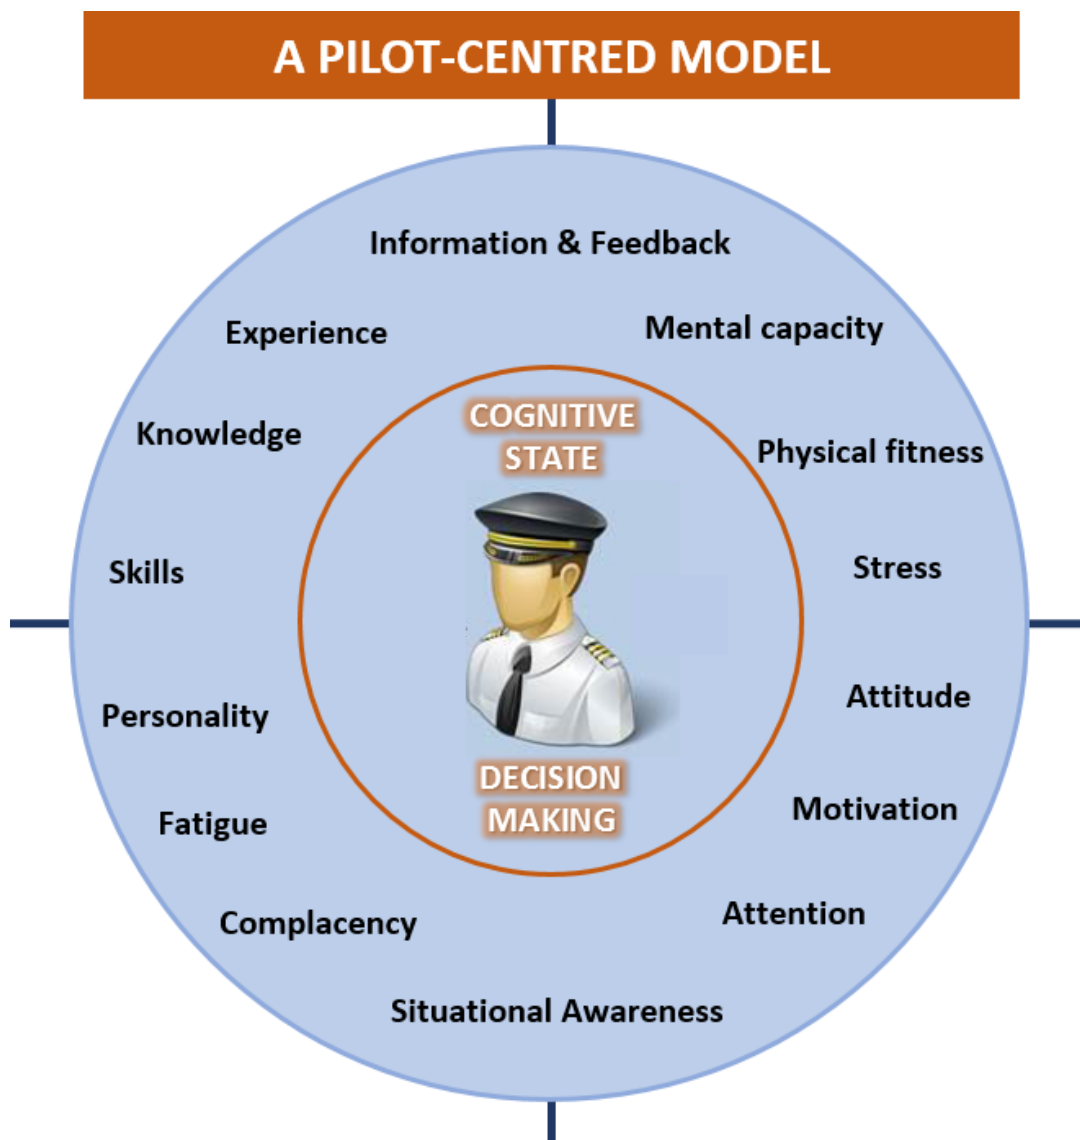 A PILOT-CENTRED MODEL
Information & Feedback
Experience
Mental capacity
Knowledge
COGNITIVE
STATE
Physical fitness
Skills
Stress
Personality
Attitude
DECISION
MAKING
Fatigue
Motivation
Complacency
Attention
Situational Awareness